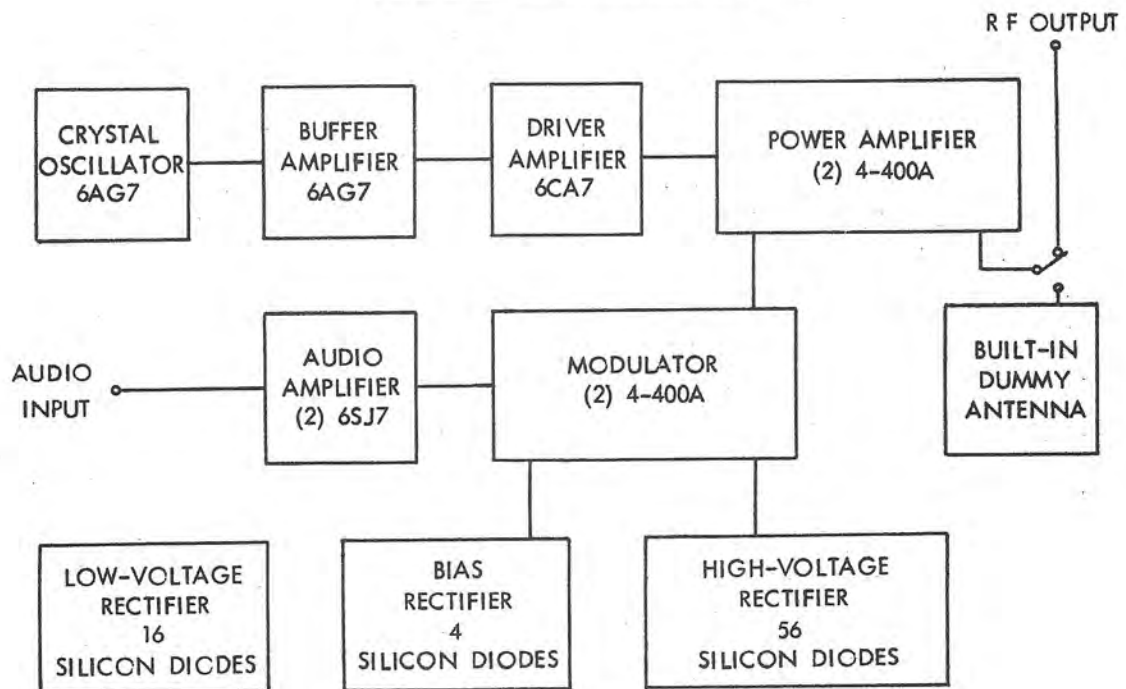 R F OUTPUT
CRYSTAL
OSCILLATOR
6AG7
BUFFER
AMPLIFIER
6AG7
DRIVER
AMPLIFIER
6CA7
POWER AMPLIFIER
(2) 4-400A
AUDIO
INPUT
AUDIO
AMPLIFIER
(2) 6SJ7
MODULATOR
(2) 4-400A
BUILT-IN
DUMMY
ANTENNA
LOW-VOLTAGE
RECTIFIER
16
SILICON DIODES
BIAS
RECTIFIER
4
SILICON DIODES
HIGH-VOLTAGE
RECTIFIER
56
SILICON DIODES